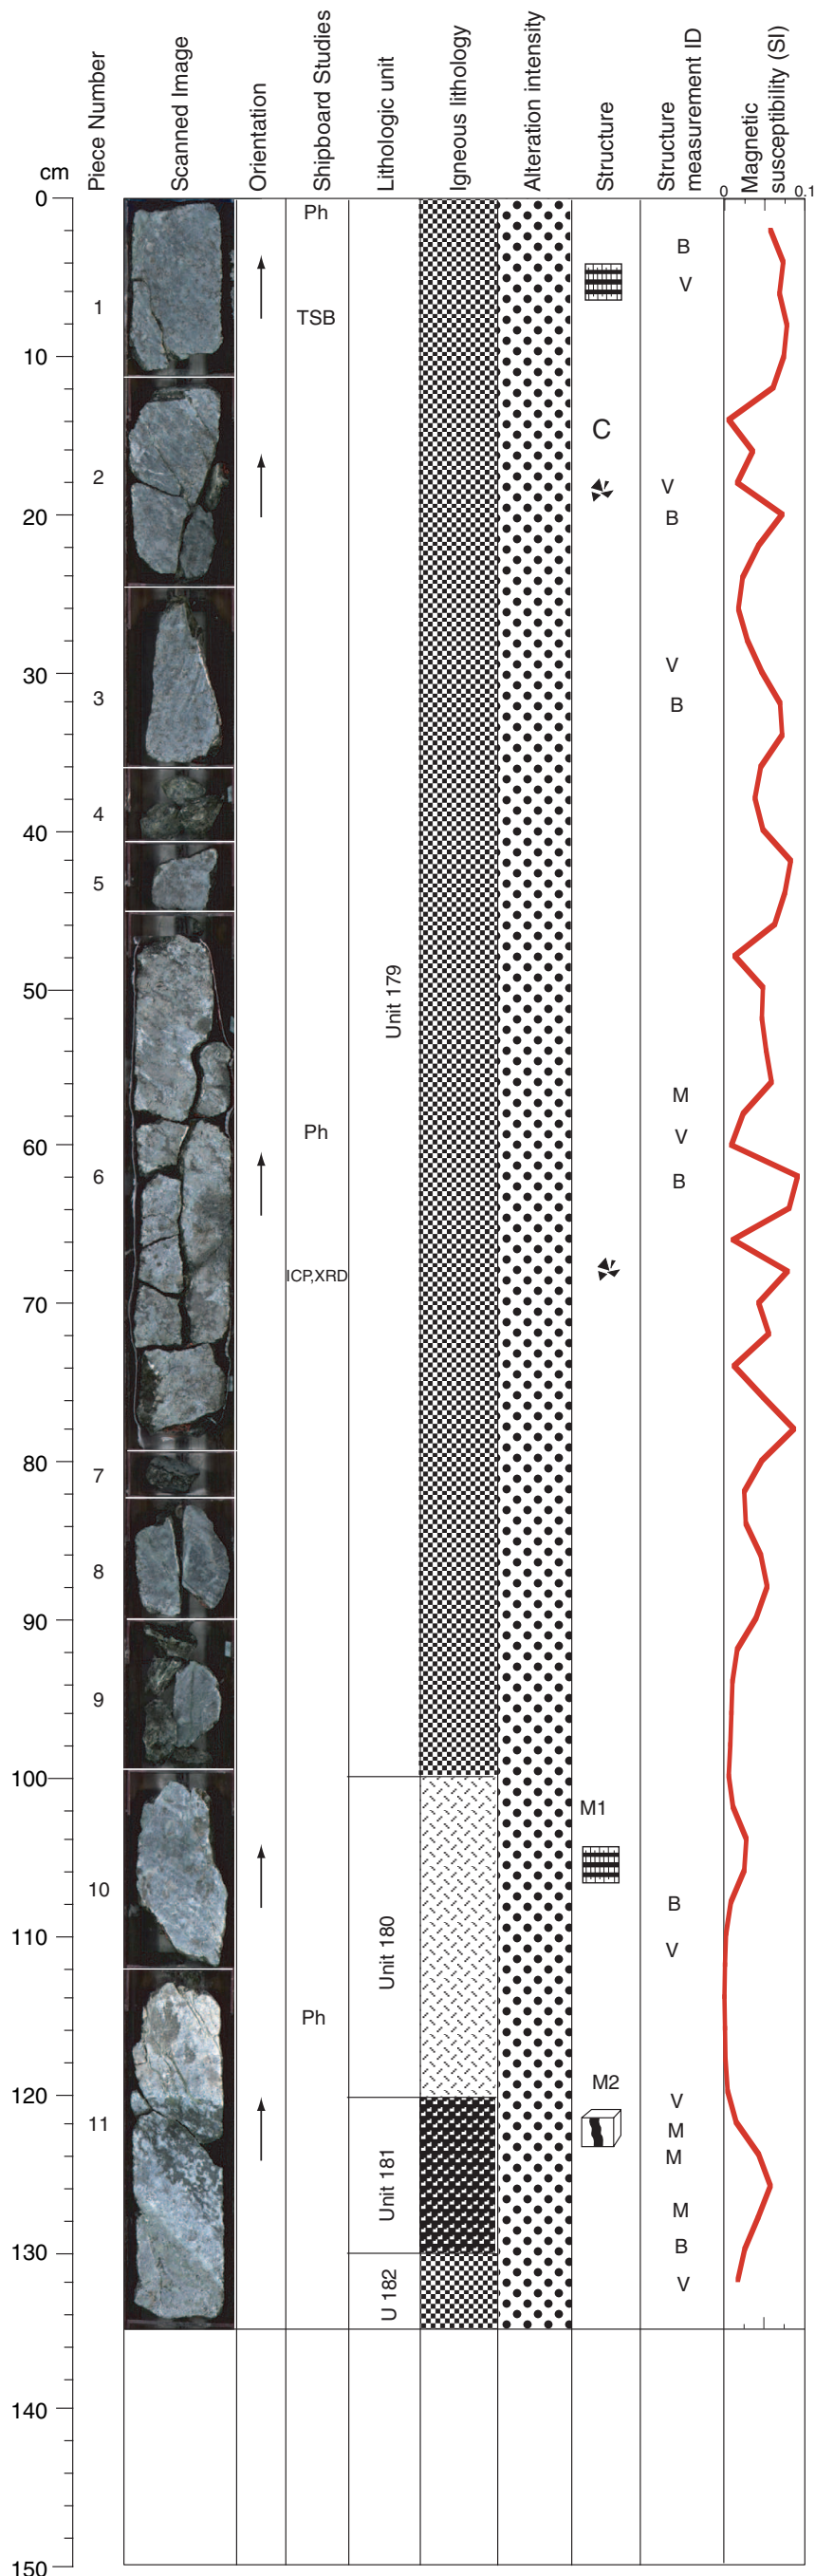 cm
Piece Number
Scanned Image
Orientation
Shipboard Studies
Lithologic unit
Igneous lithology
Alteration intensity
Structure
Structure
measurement ID
Magnetic
susceptibility (SI)
0 0.1
0
Ph
B
V
1
TSB
10
C
2
V
20
B
V
30
3
B
4
40
5
Unit 179
50
M
Ph
V
60
6
B
ICP,XRD
70
80
7
8
90
9
100
M1
10
B
110
Unit 180
V
Ph
M2
120
V
11
M
M
Unit 181
M
B
130
U 182
V
140
150